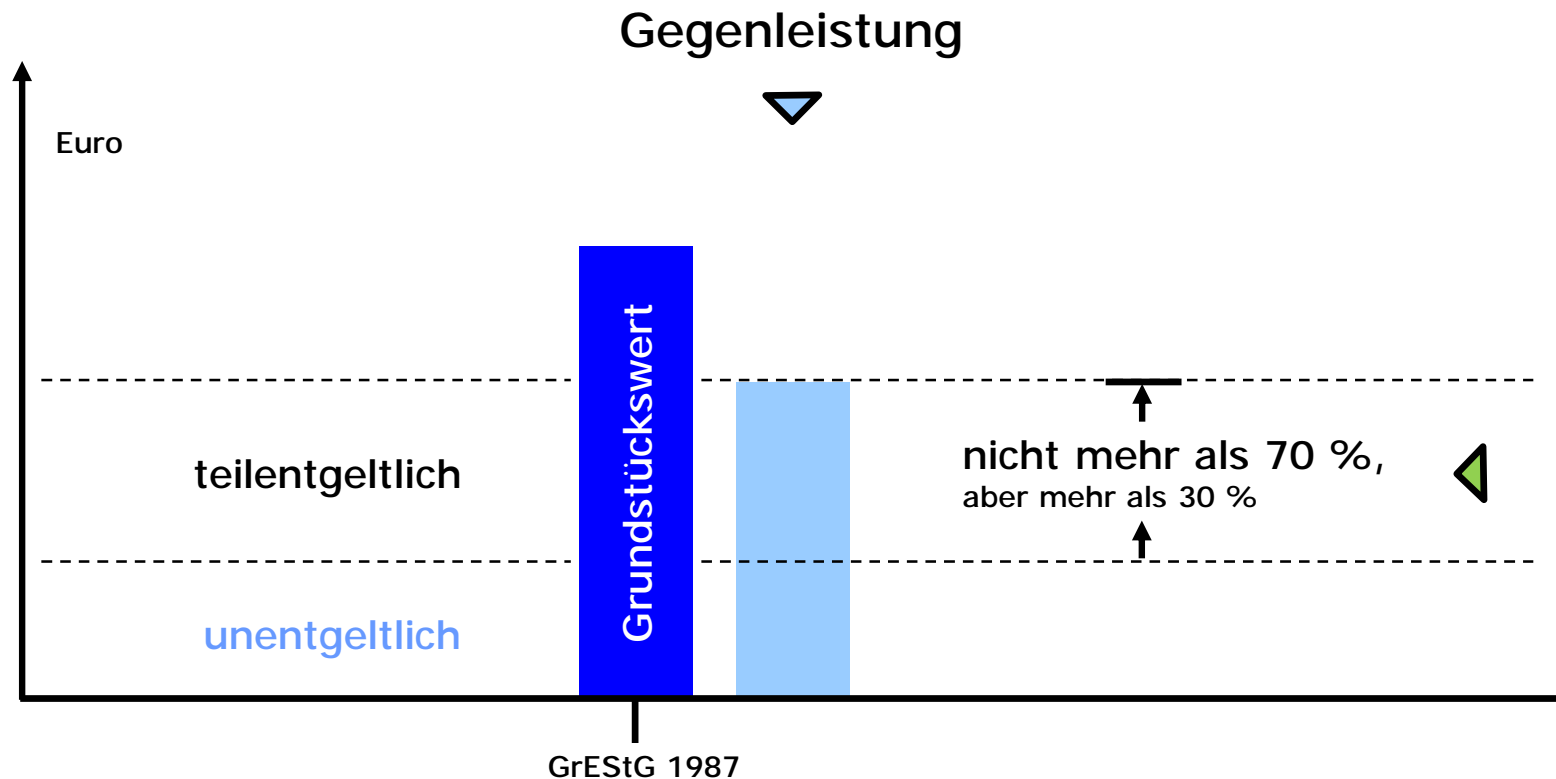 Gegenleistung
Euro
Grundstückswert
teilentgeltlich
nicht mehr als 70 %,
aber mehr als 30 %
unentgeltlich
GrEStG 1987